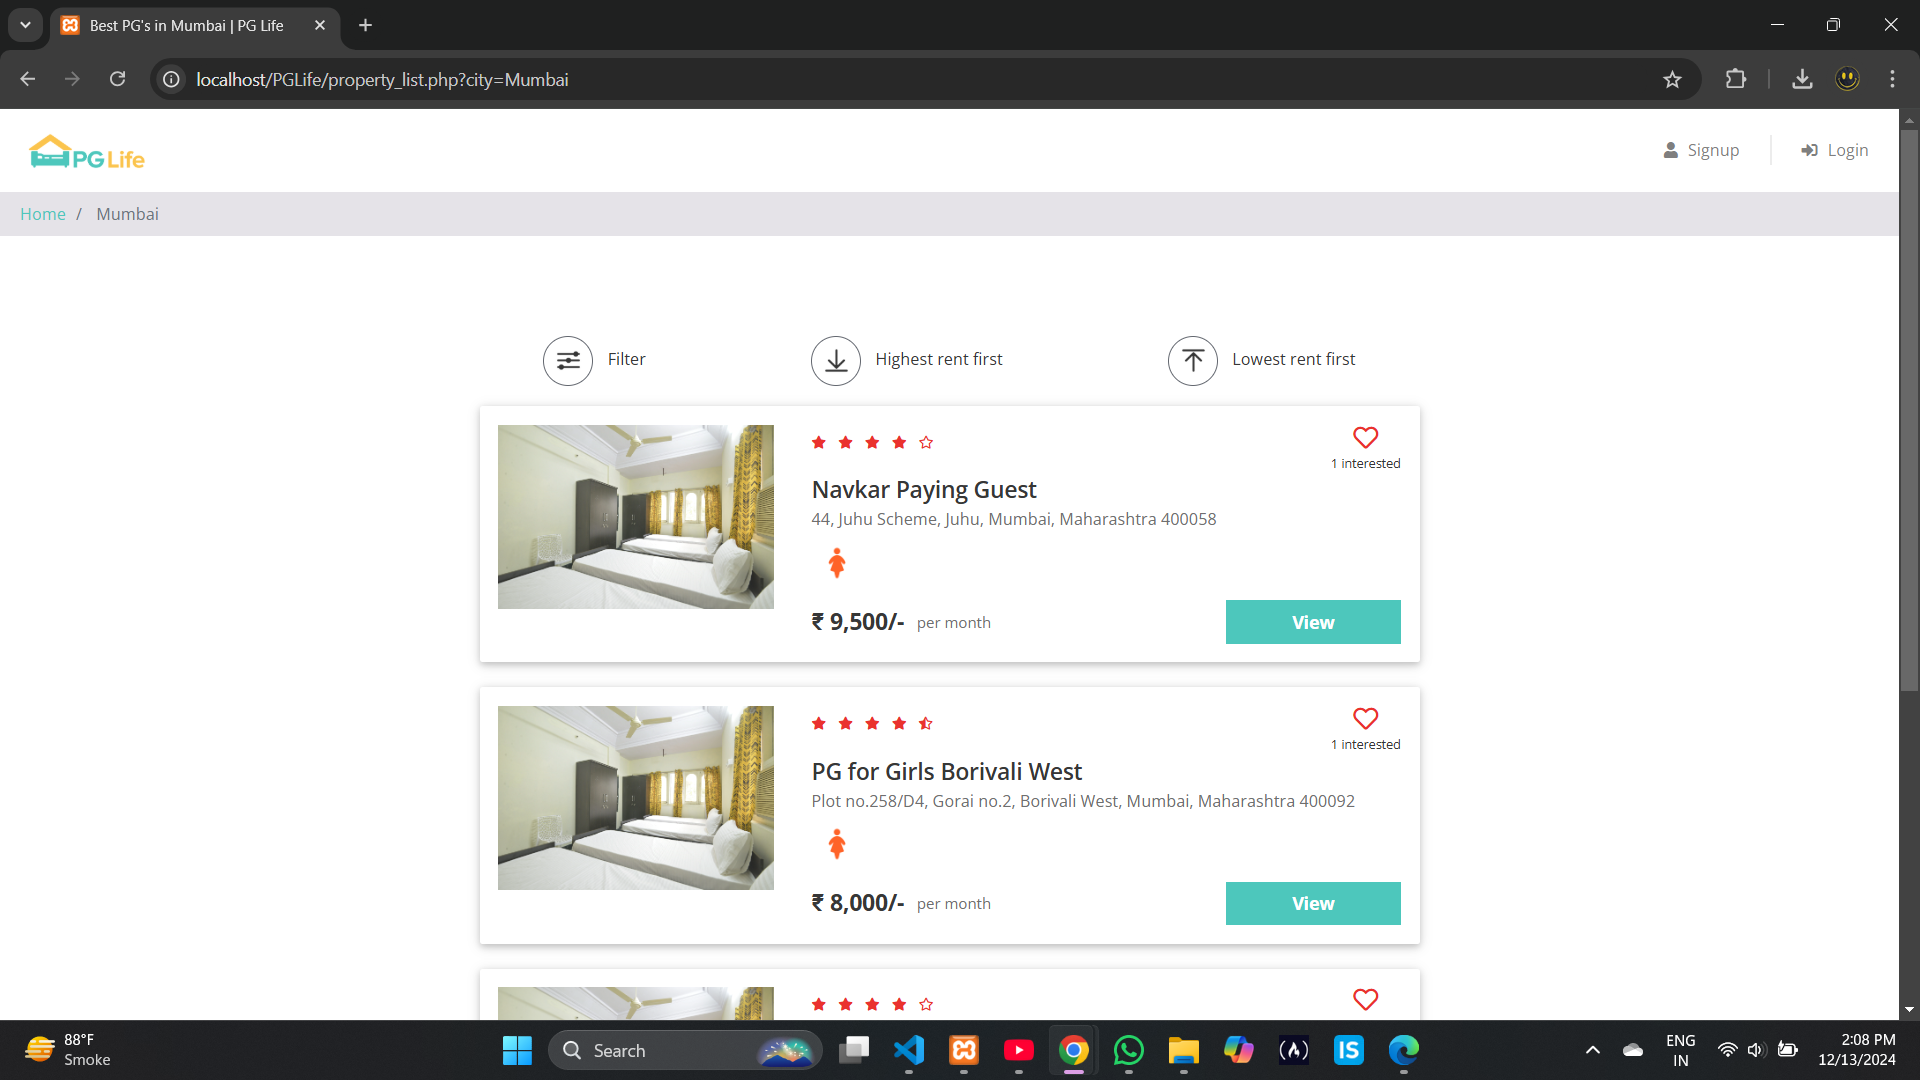 Best PG's in Mumbai | PG Life
localhost/PGLife/property_list.php?city=Mumbai
PG Life
Signup
Login
Home / Mumbai
Filter
Highest rent first
Lowest rent first
1 interested
Navkar Paying Guest
44, Juhu Scheme, Juhu, Mumbai, Maharashtra 400058
₹ 9,500/- per month
View
1 interested
PG for Girls Borivali West
Plot no.258/D4, Gorai no.2, Borivali West, Mumbai, Maharashtra 400092
₹ 8,000/- per month
View
88°F
Smoke
Search
IS
ENG
IN
2:08 PM
12/13/2024